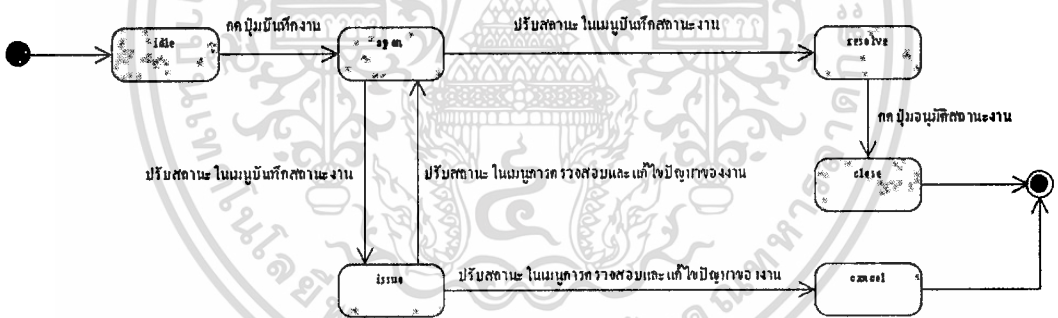 กดปุ่มบันทึกงาน
ปรับสถานะ ในเมนูบันทึกสถานะงาน
idle
open
resolve
กดปุ่มอนุมัติสถานะงาน
ปรับสถานะ ในเมนูบันทึกสถานะงาน
ปรับสถานะ ในเมนูการตรวจสอบและแก้ไขปัญหาของงาน
close
issue
ปรับสถานะ ในเมนูการตรวจสอบและแก้ไขปัญหาของงาน
cancel